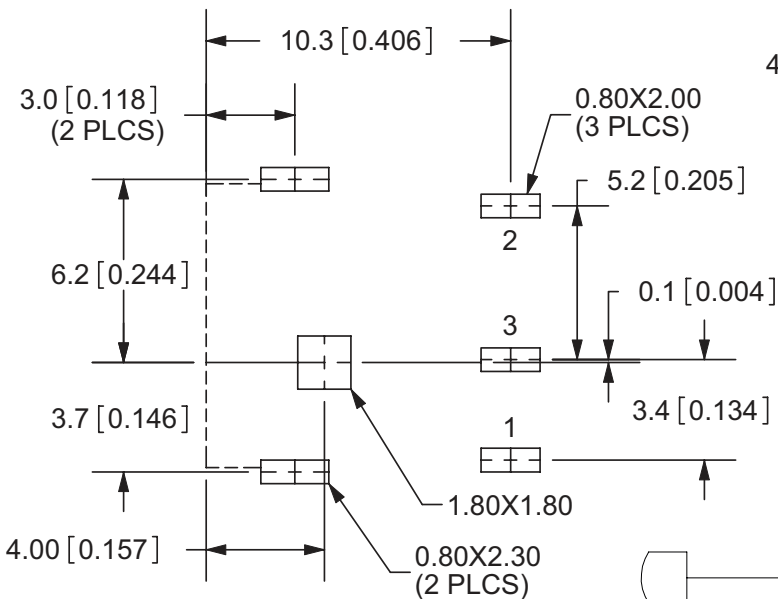 10.3 [0.406]
4
3.0 [0.118]
(2 PLCS)
0.80X2.00
(3 PLCS)
5.2 [0.205]
2
6.2 [0.244]
0.1 [0.004]
3
3.7 [0.146]
3.4 [0.134]
1
1.80X1.80
4.00 [0.157]
0.80X2.30
(2 PLCS)